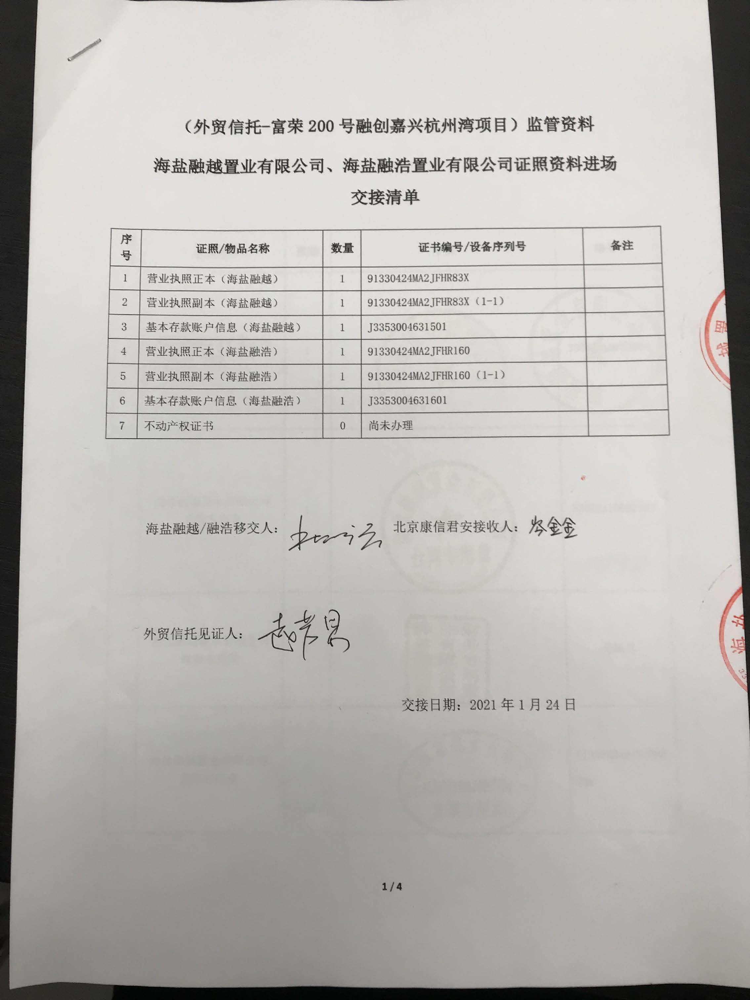 （外贸信托-富荣 200 号融创嘉兴杭州湾项目）监管资料
海盐融越置业有限公司、海盐融浩置业有限公司证照资料进场
交接清单
序号 证照/物品名称 数量 证书编号/设备序列号 备注
1 营业执照正本（海盐融越） 1 91330424MA2JFHR83X
2 营业执照副本（海盐融越） 1 91330424MA2JFHR83X（1-1）
3 基本存款账户信息（海盐融越） 1 J3353004631501
4 营业执照正本（海盐融浩） 1 91330424MA2JFHR160
5 营业执照副本（海盐融浩） 1 91330424MA2JFHR160（1-1）
6 基本存款账户信息（海盐融浩） 1 J3353004631601
7 不动产权证书 0 尚未办理
海盐融越/融浩移交人： 北京康信君安接收人：岑金金
外贸信托见证人：
交接日期：2021 年 1 月 24 日
1 / 4